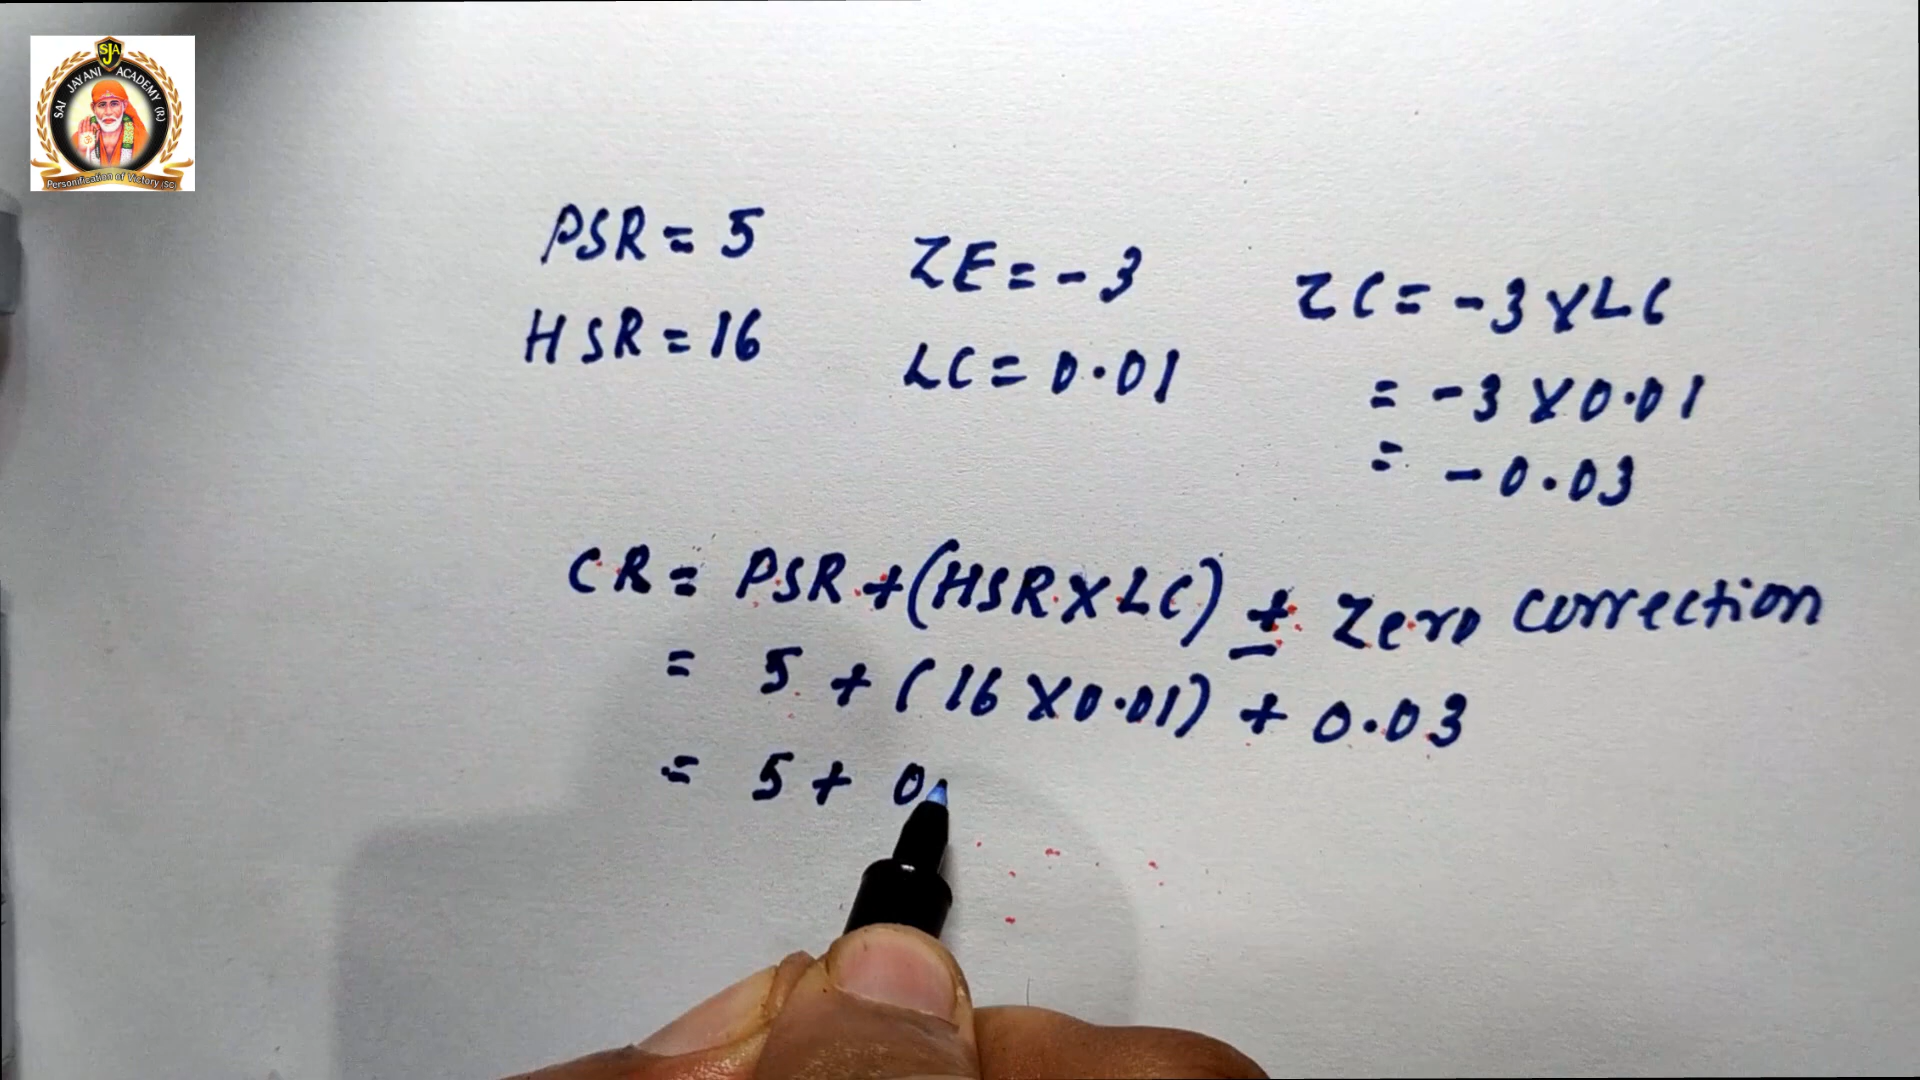 SJA
SAI JAYANI ACADEMY (R)
Personification of Victory (SC)
PSR = 5
HSR = 16
ZE = - 3
LC = 0.01
ZC = -3 X LC
= -3 X 0.01
= -0.03
CR = PSR + (HSR X LC) ± Zero correction
= 5 + (16 X 0.01) + 0.03
= 5 + 0.